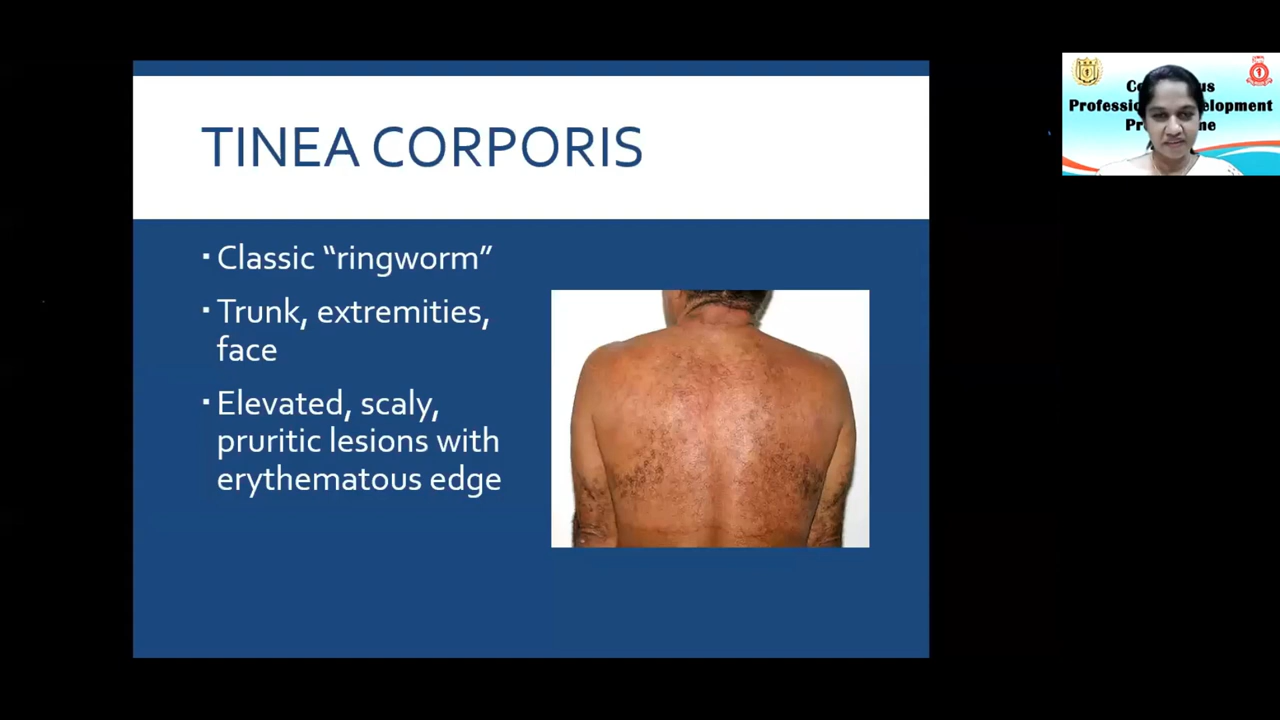 TINEA CORPORIS
▪ Classic “ringworm”
▪ Trunk, extremities,
face
▪ Elevated, scaly,
pruritic lesions with
erythematous edge